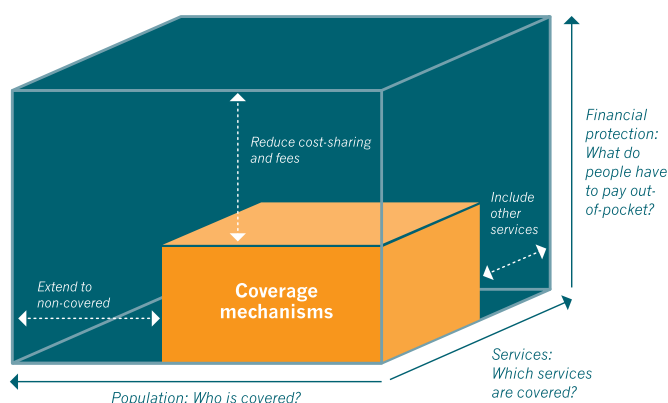 Reduce cost-sharing
and fees
Financial
protection:
What do
people have
to pay out-
of-pocket?
Include
other
services
Extend to
non-covered
Coverage
mechanisms
Services:
Which services
are covered?
Population: Who is covered?